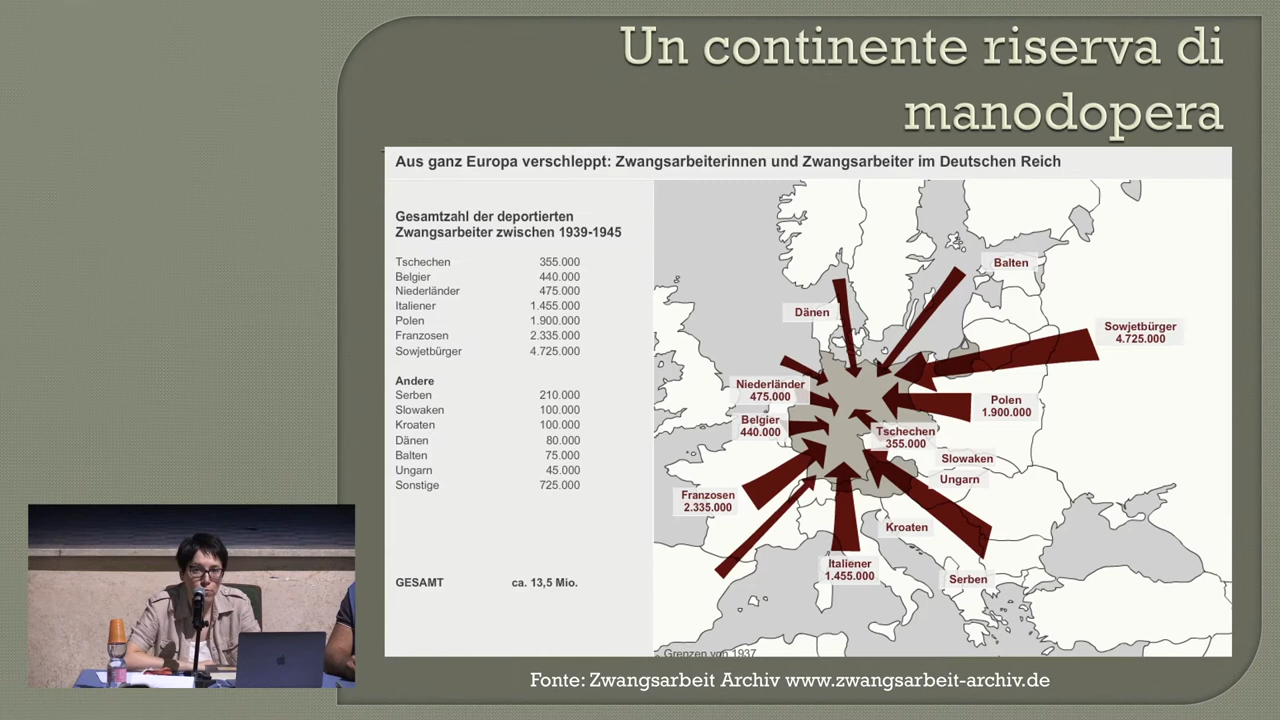 Un continente riserva di
manodopera
Aus ganz Europa verschleppt: Zwangsarbeiterinnen und Zwangsarbeiter im Deutschen Reich
Gesamtzahl der deportierten
Zwangsarbeiter zwischen 1939-1945
Tschechen 355.000
Belgier 440.000
Niederländer 475.000
Italiener 1.455.000
Polen 1.900.000
Franzosen 2.335.000
Sowjetbürger 4.725.000
Andere
Serben 210.000
Slowaken 100.000
Kroaten 100.000
Dänen 80.000
Balten 75.000
Ungarn 45.000
Sonstige 725.000
GESAMT ca. 13,5 Mio.
Balten
Dänen
Sowjetbürger
4.725.000
Niederländer
475.000
Polen
1.900.000
Belgier
440.000
Tschechen
355.000
Slowaken
Ungarn
Franzosen
2.335.000
Kroaten
Italiener
1.455.000
Serben
Grenzen von 1937
Fonte: Zwangsarbeit Archiv www.zwangsarbeit-archiv.de